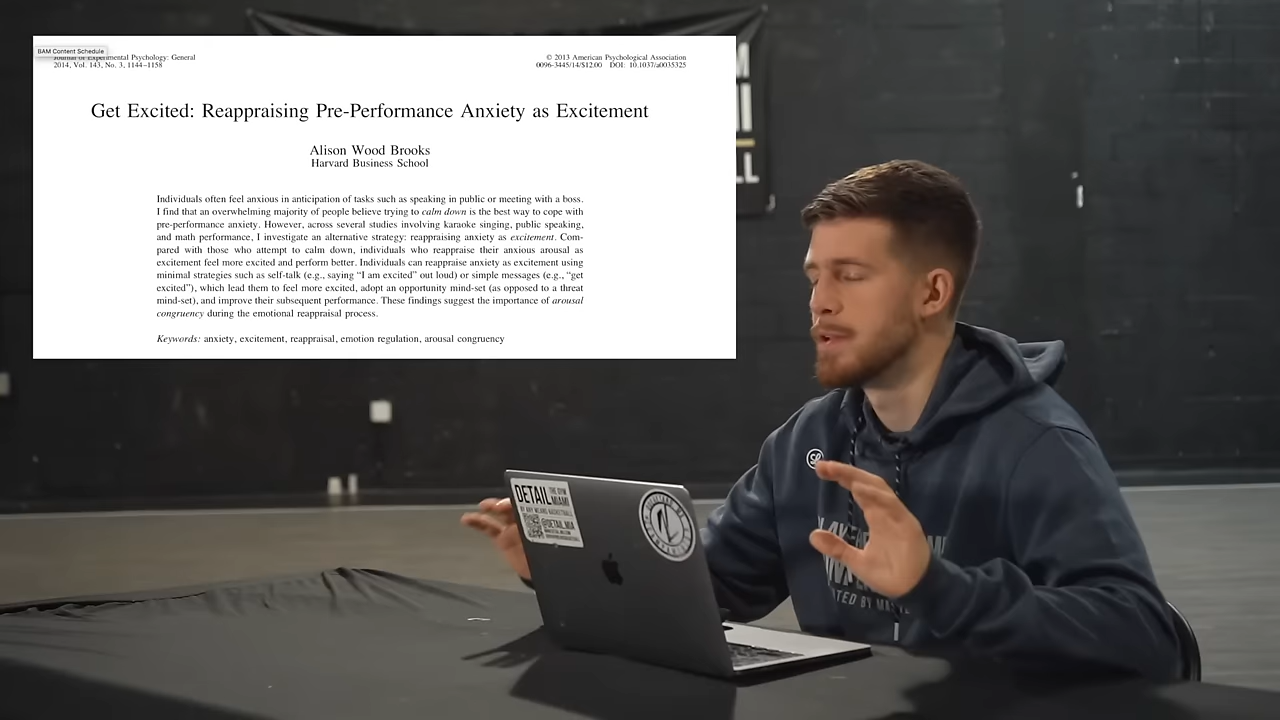 BAM Content Schedule
Journal of Experimental Psychology: General
2014, Vol. 143, No. 3, 1144–1158
© 2013 American Psychological Association
0096-3445/14/$12.00 DOI: 10.1037/a0035325
Get Excited: Reappraising Pre-Performance Anxiety as Excitement
Alison Wood Brooks
Harvard Business School
Individuals often feel anxious in anticipation of tasks such as speaking in public or meeting with a boss.
I find that an overwhelming majority of people believe trying to calm down is the best way to cope with
pre-performance anxiety. However, across several studies involving karaoke singing, public speaking,
and math performance, I investigate an alternative strategy: reappraising anxiety as excitement. Com-
pared with those who attempt to calm down, individuals who reappraise their anxious arousal as
excitement feel more excited and perform better. Individuals can reappraise anxiety as excitement using
minimal strategies such as self-talk (e.g., saying “I am excited” out loud) or simple messages (e.g., “get
excited”), which lead them to feel more excited, adopt an opportunity mind-set (as opposed to a threat
mind-set), and improve their subsequent performance. These findings suggest the importance of arousal
congruency during the emotional reappraisal process.
Keywords: anxiety, excitement, reappraisal, emotion regulation, arousal congruency
DETAIL
THE GYM
MIAMI
BY ANY MEANS BASKETBALL
@DETAIL.MIA